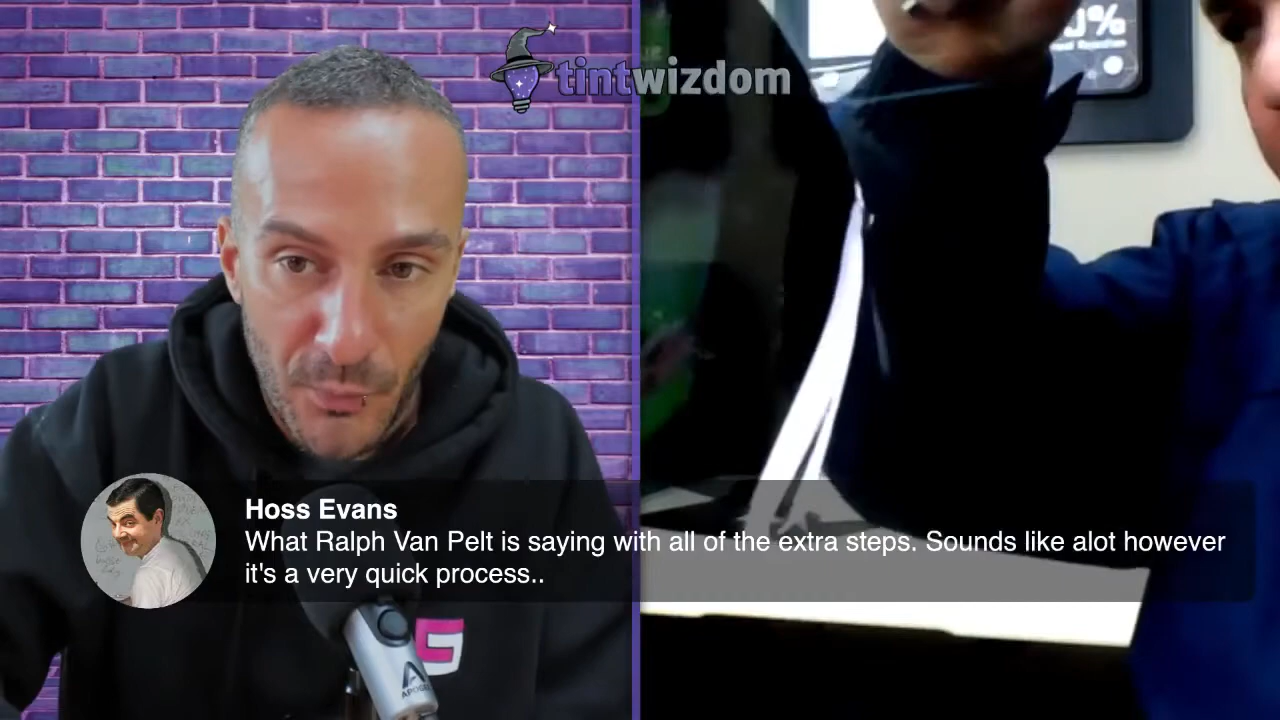 tintwizdom
%
Hoss Evans
What Ralph Van Pelt is saying with all of the extra steps. Sounds like alot however
it's a very quick process..